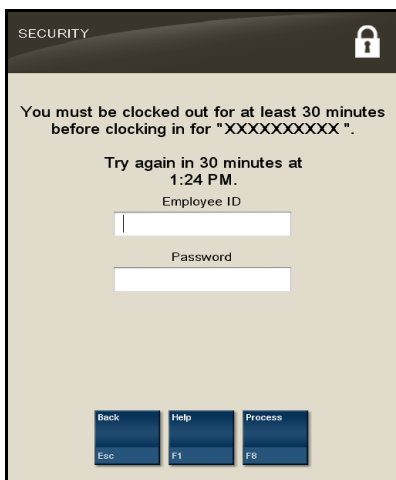 SECURITY
You must be clocked out for at least 30 minutes
before clocking in for "XXXXXXXXXX ".
Try again in 30 minutes at
1:24 PM.
Employee ID
Password
Back Help Process
Esc F1 F8